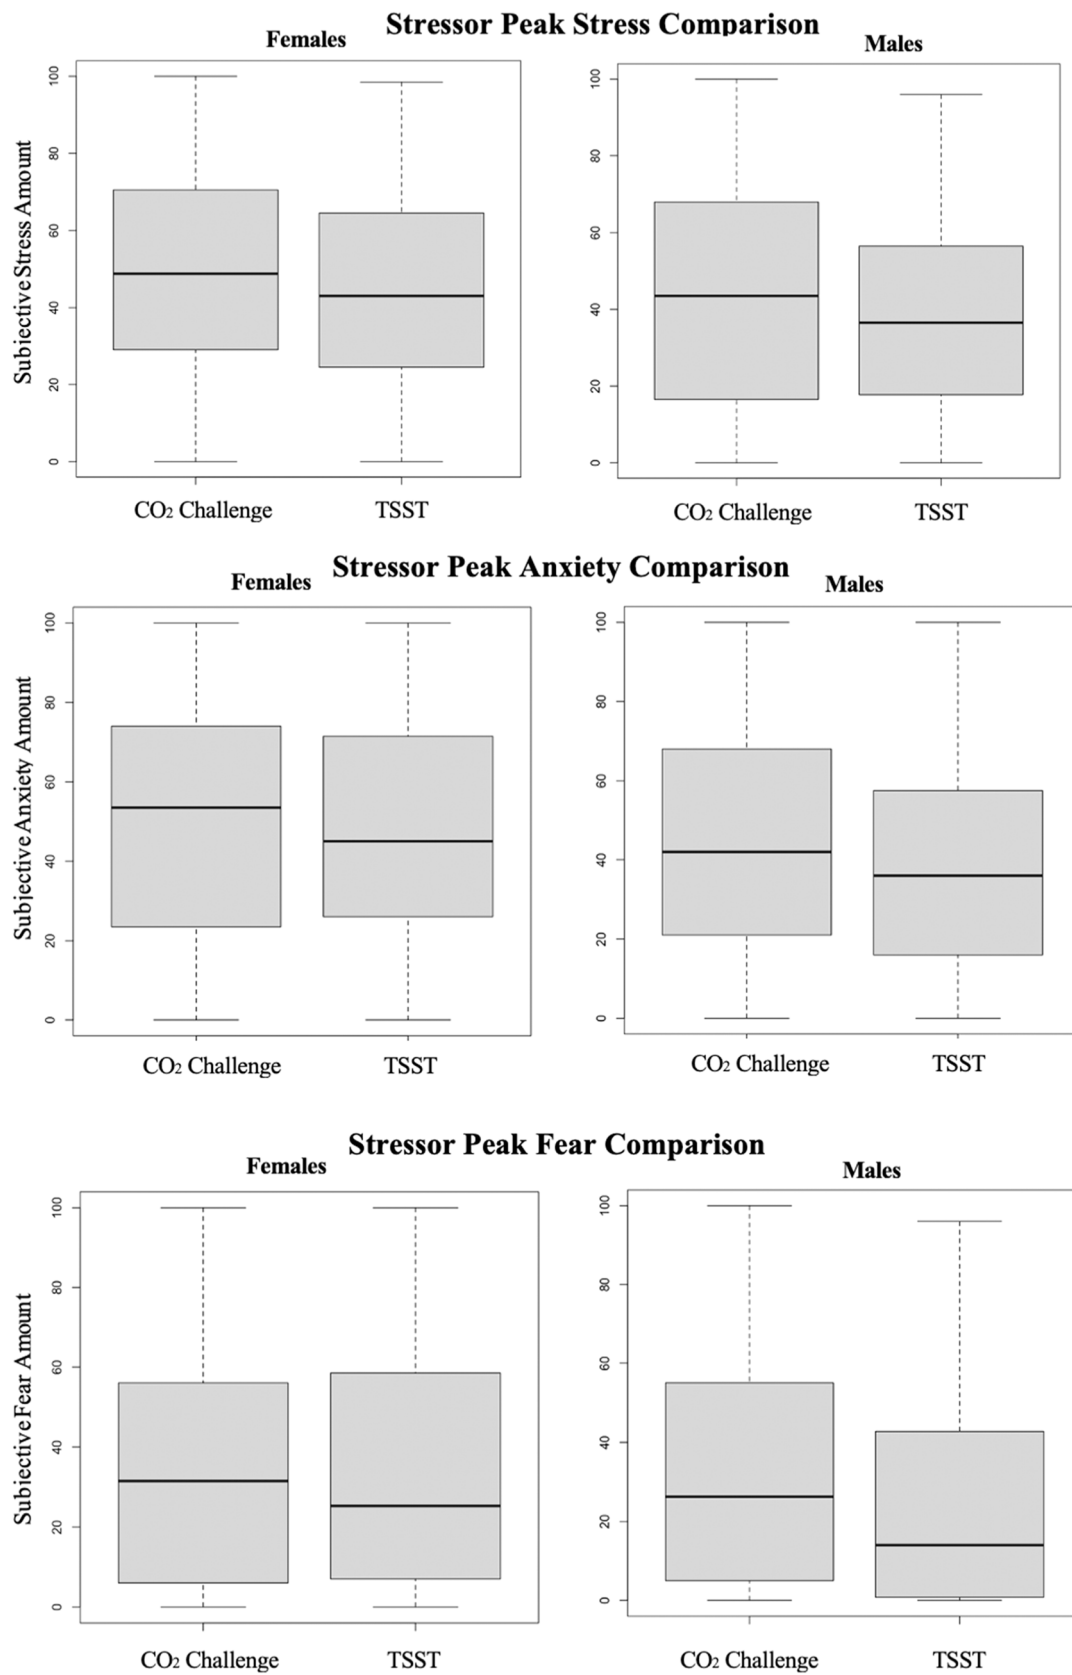 Stressor Peak Stress Comparison
Females
Males
Subjective Stress Amount
100
80
60
40
20
0
100
80
60
40
20
0
CO2 Challenge
TSST
CO2 Challenge
TSST
Stressor Peak Anxiety Comparison
Females
Males
Subjective Anxiety Amount
100
80
60
40
20
0
100
80
60
40
20
0
CO2 Challenge
TSST
CO2 Challenge
TSST
Stressor Peak Fear Comparison
Females
Males
Subjective Fear Amount
100
80
60
40
20
0
100
80
60
40
20
0
CO2 Challenge
TSST
CO2 Challenge
TSST